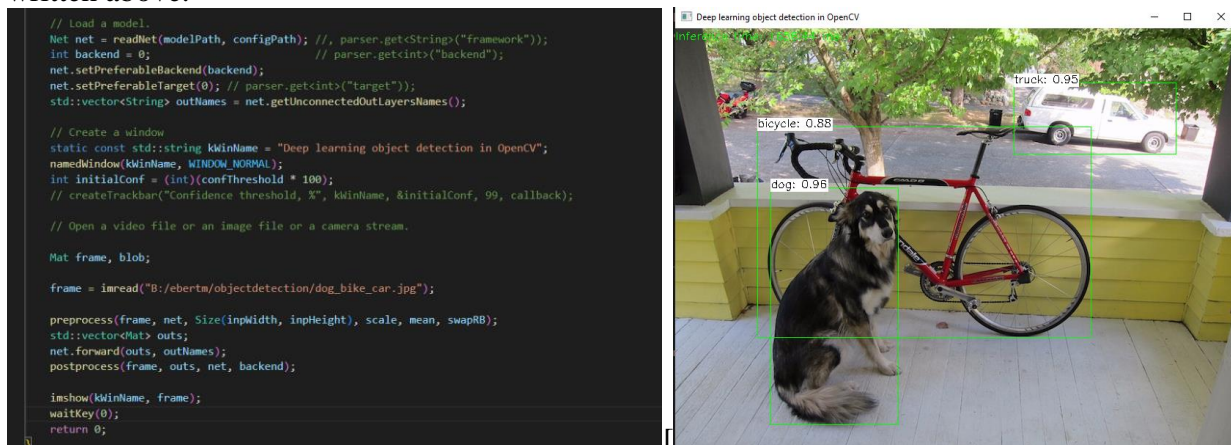 // Load a model.
Net net = readNet(modelPath, configPath); //, parser.get<String>("framework"));
int backend = 0; // parser.get<int>("backend");
net.setPreferableBackend(backend);
net.setPreferableTarget(0); // parser.get<int>("target"));
std::vector<String> outNames = net.getUnconnectedOutLayersNames();
// Create a window
static const std::string kWinName = "Deep learning object detection in OpenCV";
namedWindow(kWinName, WINDOW_NORMAL);
int initialConf = (int)(confThreshold * 100);
// createTrackbar("Confidence threshold, %", kWinName, &initialConf, 99, callback);
// Open a video file or an image file or a camera stream.
Mat frame, blob;
frame = imread("B:/ebertm/objectdetection/dog_bike_car.jpg");
preprocess(frame, net, Size(inpWidth, inpHeight), scale, mean, swapRB);
std::vector<Mat> outs;
net.forward(outs, outNames);
postprocess(frame, outs, net, backend);
imshow(kWinName, frame);
waitKey(0);
return 0;
}
[
Deep learning object detection in OpenCV
truck: 0.95
bicycle: 0.88
dog: 0.96